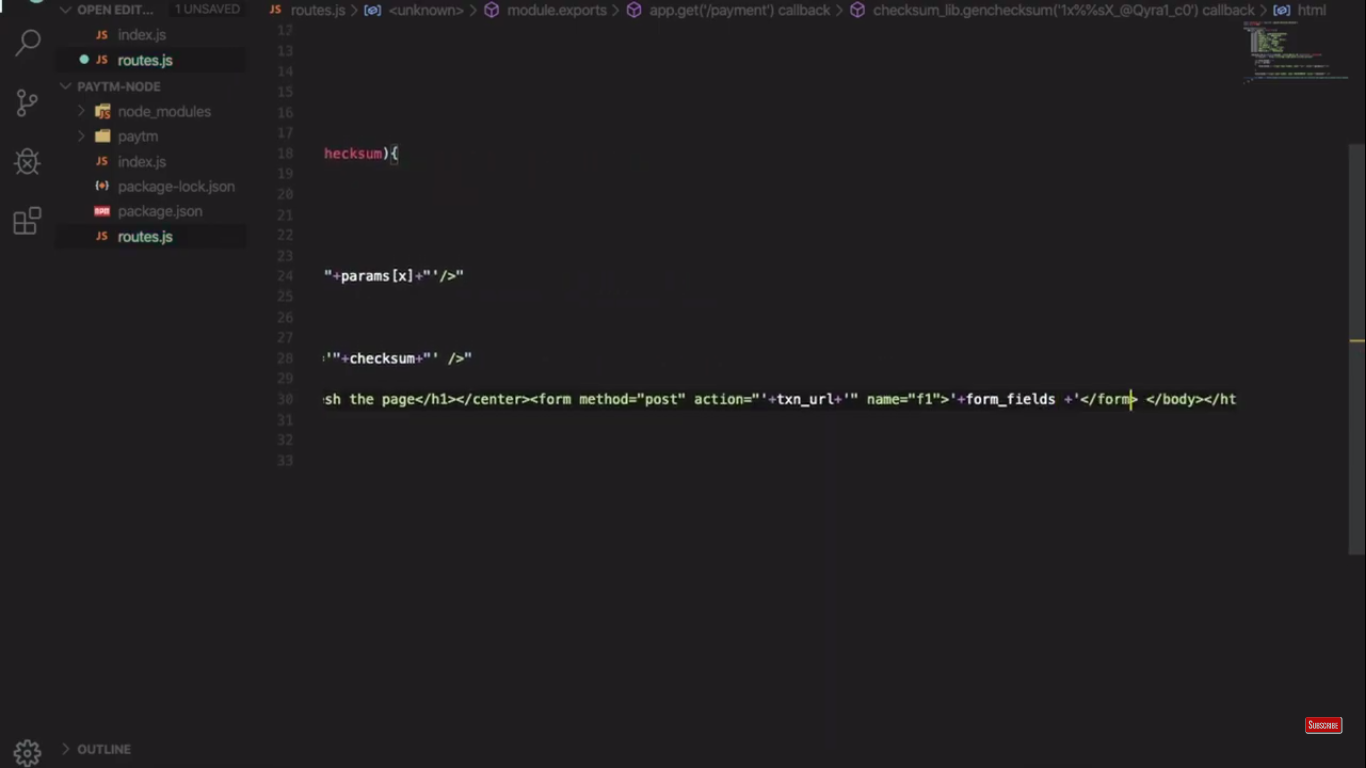 routes.js > <unknown> > module.exports > app.get('/payment') callback > checksum_lib.genchecksum('1x%%sX_@Qyra1_c0') callback > html
OPEN EDIT... 1 UNSAVED
JS index.js
JS routes.js
PAYTM-NODE
node_modules
paytm
JS index.js
package-lock.json
package.json
JS routes.js
OUTLINE
12
13
14
15
16
17
18 hecksum){
19
20
21
22
23
24 "+params[x]+"'/>"
25
26
27
28 '"+checksum+"' />"
29
30 sh the page</h1></center><form method="post" action="'+txn_url+'" name="f1">'+form_fields +'</form> </body></ht
31
32
33
SUBSCRIBE